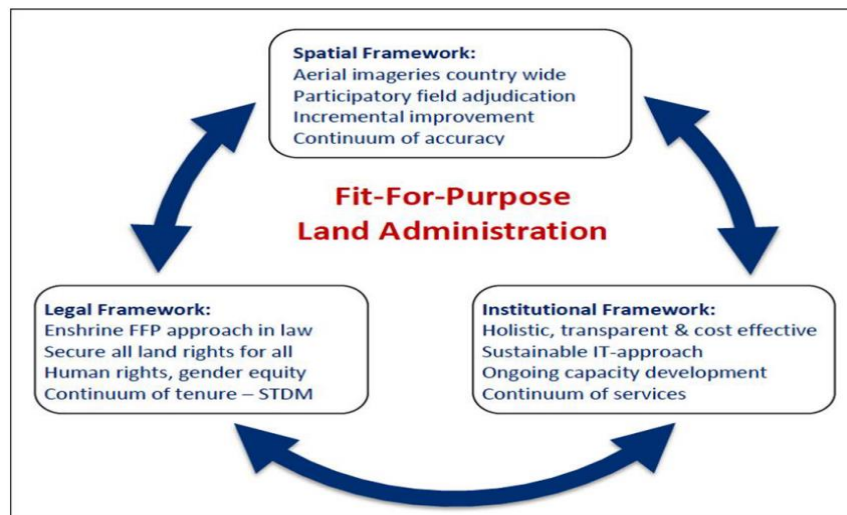 Spatial Framework:
Aerial imageries country wide
Participatory field adjudication
Incremental improvement
Continuum of accuracy
Fit-For-Purpose
Land Administration
Legal Framework:
Enshrine FFP approach in law
Secure all land rights for all
Human rights, gender equity
Continuum of tenure – STDM
Institutional Framework:
Holistic, transparent & cost effective
Sustainable IT-approach
Ongoing capacity development
Continuum of services